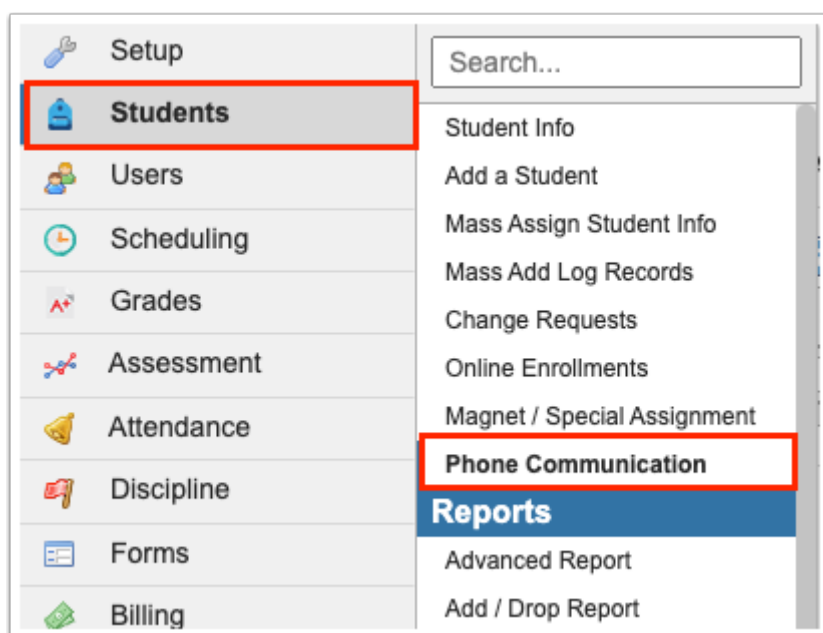 Setup
Students
Users
Scheduling
Grades
A+
Assessment
Attendance
Discipline
Forms
Billing
Search...
Student Info
Add a Student
Mass Assign Student Info
Mass Add Log Records
Change Requests
Online Enrollments
Magnet / Special Assignment
Phone Communication
Reports
Advanced Report
Add / Drop Report